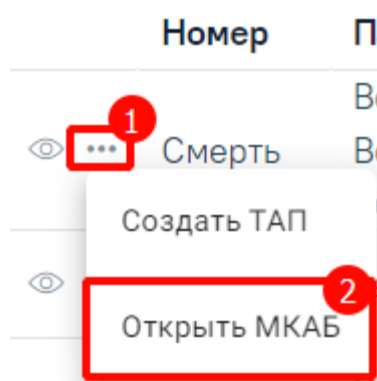 Номер П
1
В
Смерть В
Создать ТАП
2
Открыть МКАБ